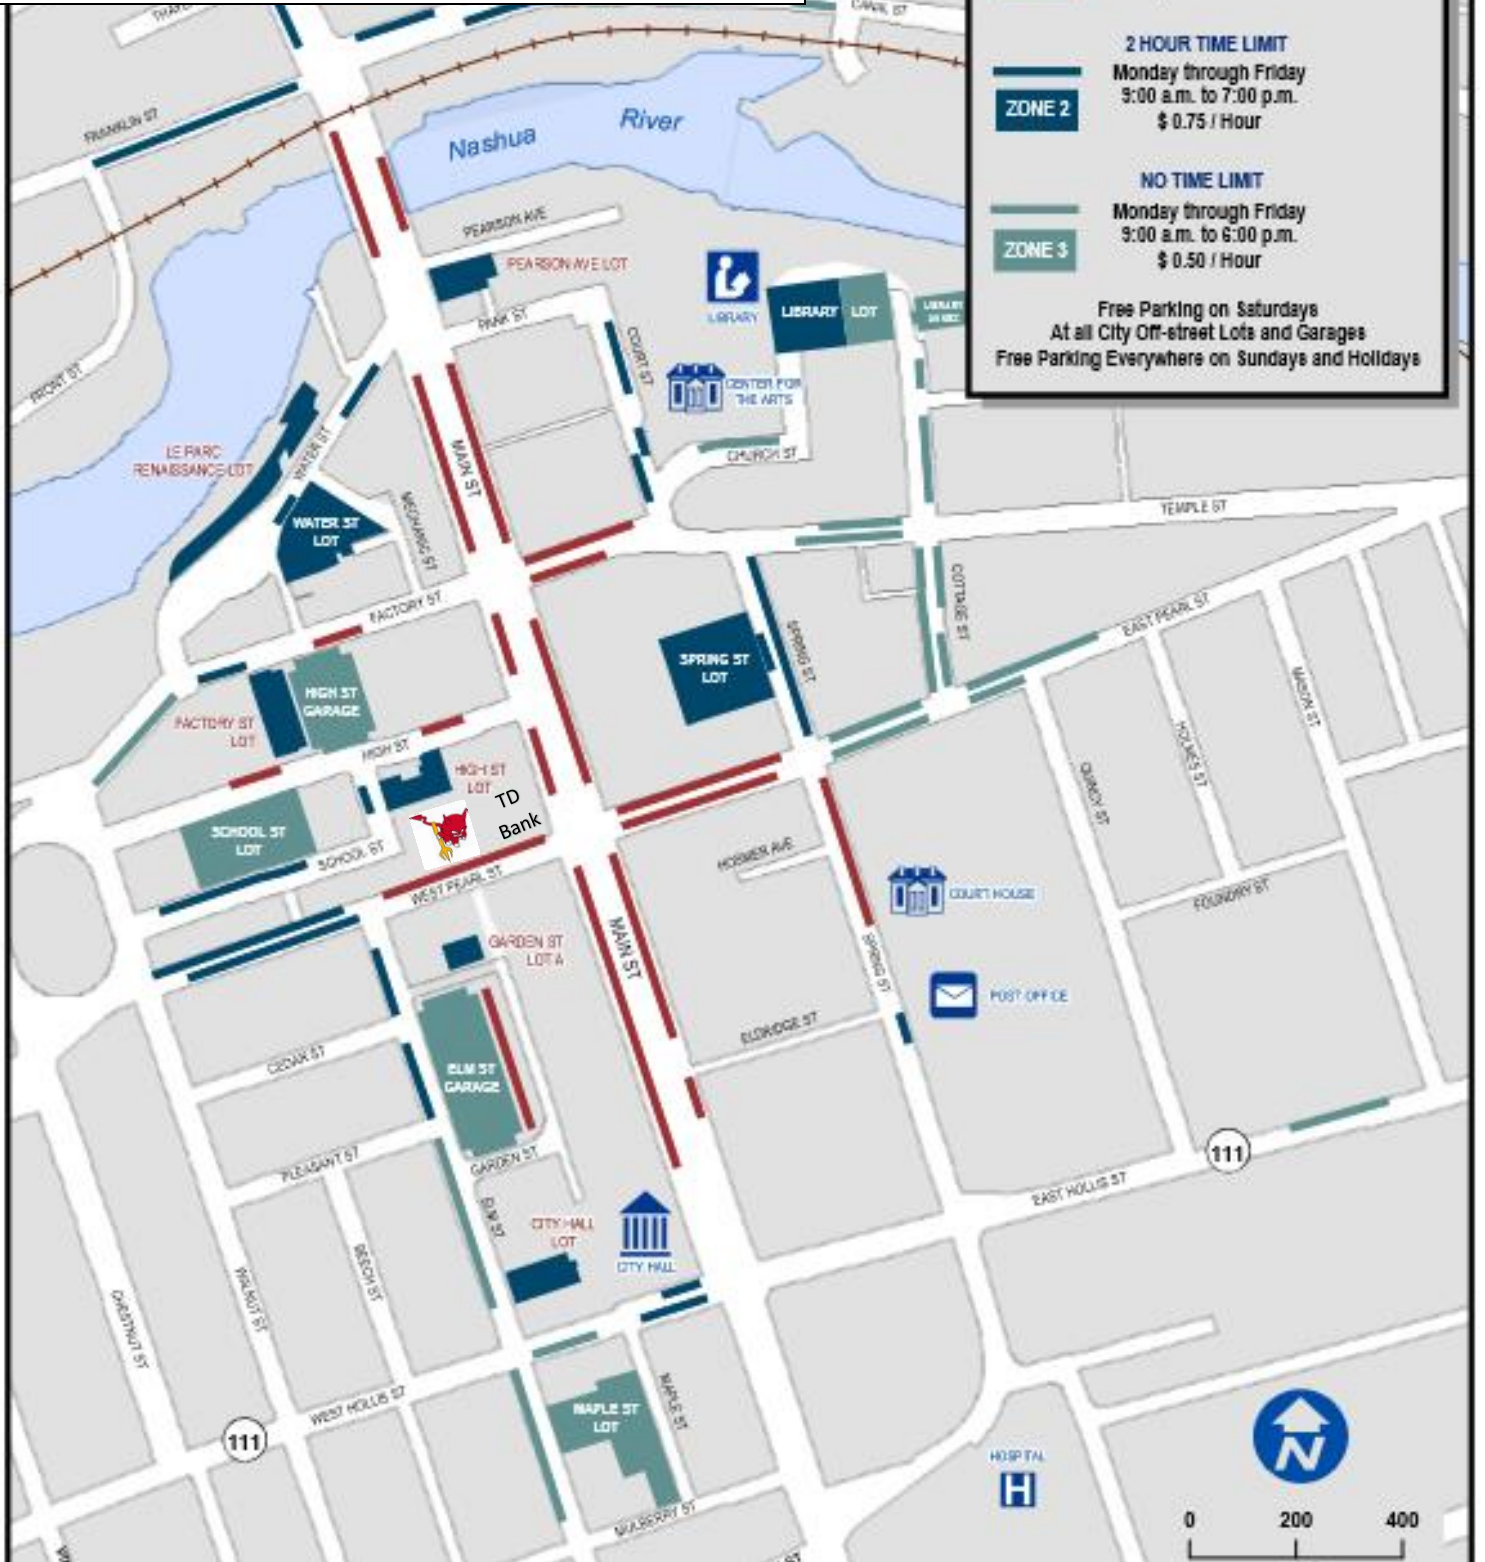 THAYER
CANAL ST
2 HOUR TIME LIMIT
Monday through Friday
9:00 a.m. to 7:00 p.m.
$ 0.75 / Hour
ZONE 2
NO TIME LIMIT
Monday through Friday
9:00 a.m. to 6:00 p.m.
$ 0.50 / Hour
ZONE 3
Free Parking on Saturdays
At all City Off-street Lots and Garages
Free Parking Everywhere on Sundays and Holidays
FRANKLIN ST
Nashua River
PEARSON AVE
PEARSON AVE LOT
PARK ST
COURT ST
LIBRARY
LIBRARY LOT
CENTER FOR
THE ARTS
CHURCH ST
FRONT ST
LE PARC
RENAISSANCE LOT
WATER ST
MAIN ST
WATER ST
LOT
MECHANIC ST
TEMPLE ST
FACTORY ST
COTTAGE ST
EAST PEARL ST
SPRING ST
SPRING ST
LOT
HIGH ST
GARAGE
FACTORY ST
LOT
HIGH ST
HIGH ST
LOT
TD
Bank
MASON ST
HOLMES ST
QUINCY ST
SCHOOL ST
LOT
SCHOOL ST
WEST PEARL ST
HOSMER AVE
COURT HOUSE
FOUNDRY ST
GARDEN ST
LOT A
MAIN ST
SPRING ST
POST OFFICE
ELDRIDGE ST
CEDAR ST
ELM ST
GARAGE
PLEASANT ST
GARDEN ST
111
EAST HOLLIS ST
ELM ST
CITY HALL
LOT
CITY HALL
BEECH ST
WALNUT ST
CHESTNUT ST
WEST HOLLIS ST
111
MAPLE ST
LOT
MAPLE ST
MULBERRY ST
HOSPITAL
H
N
0 200 400